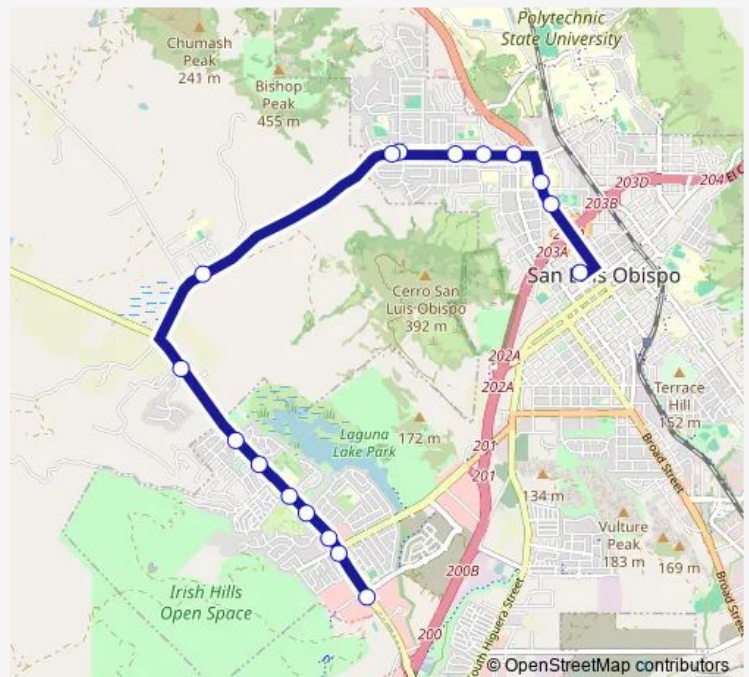 Polytechnic
State University
Chumash
Peak
241 m
Bishop
Peak
455 m
203D
204
203B
203A
San Luis Obispo
Cerro San
Luis Obispo
392 m
202A
202A
Terrace
Hill
152 m
Laguna
Lake Park
172 m
201
201
Broad Street
134 m
Vulture
Peak
183 m
169 m
200B
Irish Hills
Open Space
200
South Higuera Street
Broad Street
© OpenStreetMap contributors